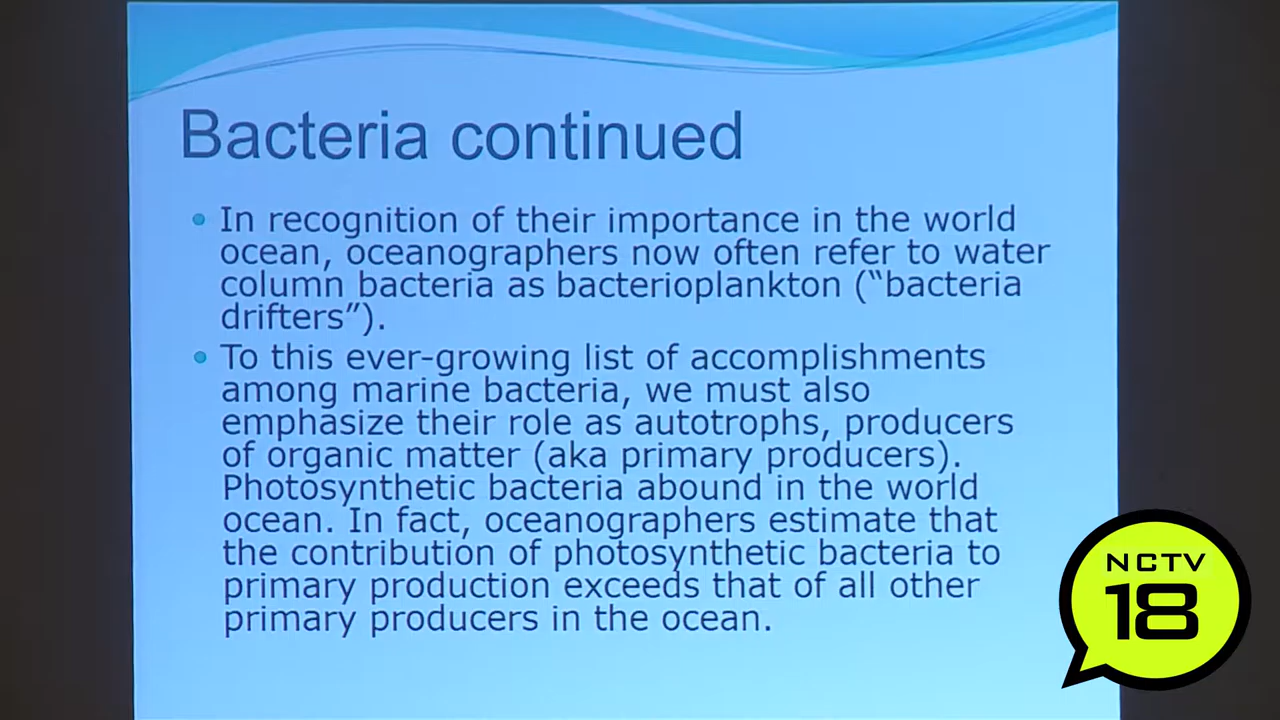 Bacteria continued
• In recognition of their importance in the world
ocean, oceanographers now often refer to water
column bacteria as bacterioplankton (“bacteria
drifters”).
• To this ever-growing list of accomplishments
among marine bacteria, we must also
emphasize their role as autotrophs, producers
of organic matter (aka primary producers).
Photosynthetic bacteria abound in the world
ocean. In fact, oceanographers estimate that
the contribution of photosynthetic bacteria to
primary production exceeds that of all other
primary producers in the ocean.
NCTV
18